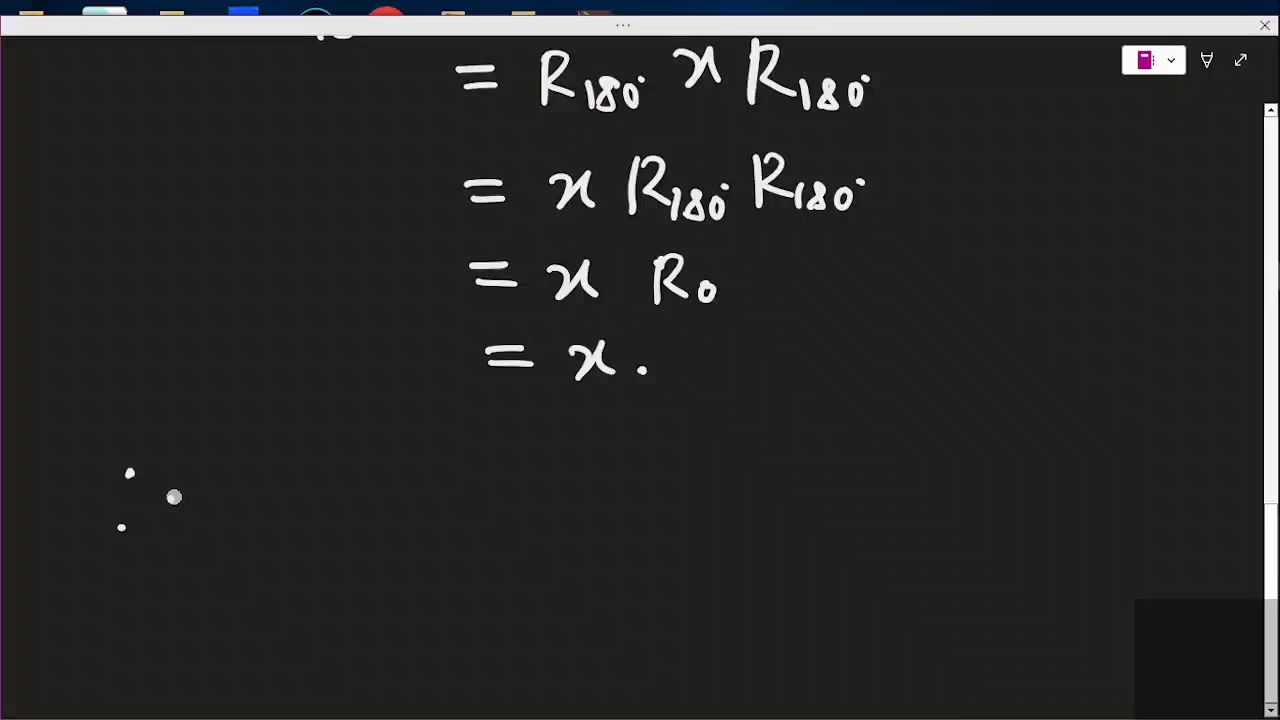 = R₁₈₀° x R₁₈₀°
= x R₁₈₀° R₁₈₀°
= x R₀
= x .